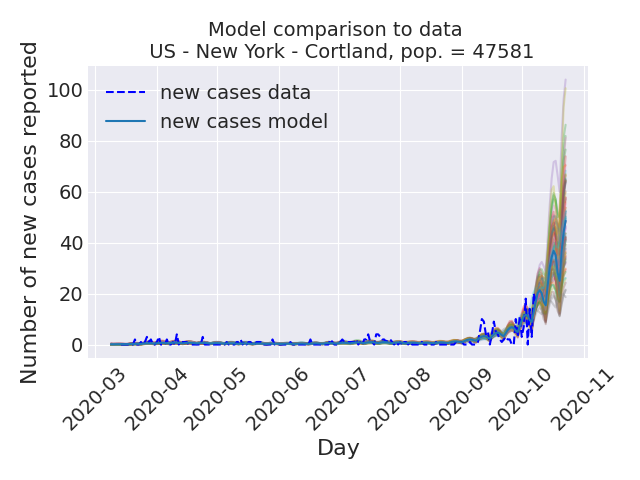 Model comparison to data
US - New York - Cortland, pop. = 47581
Number of new cases reported
100
80
60
40
20
0
new cases data
new cases model
2020-03
2020-04
2020-05
2020-06
2020-07
2020-08
2020-09
2020-10
2020-11
Day